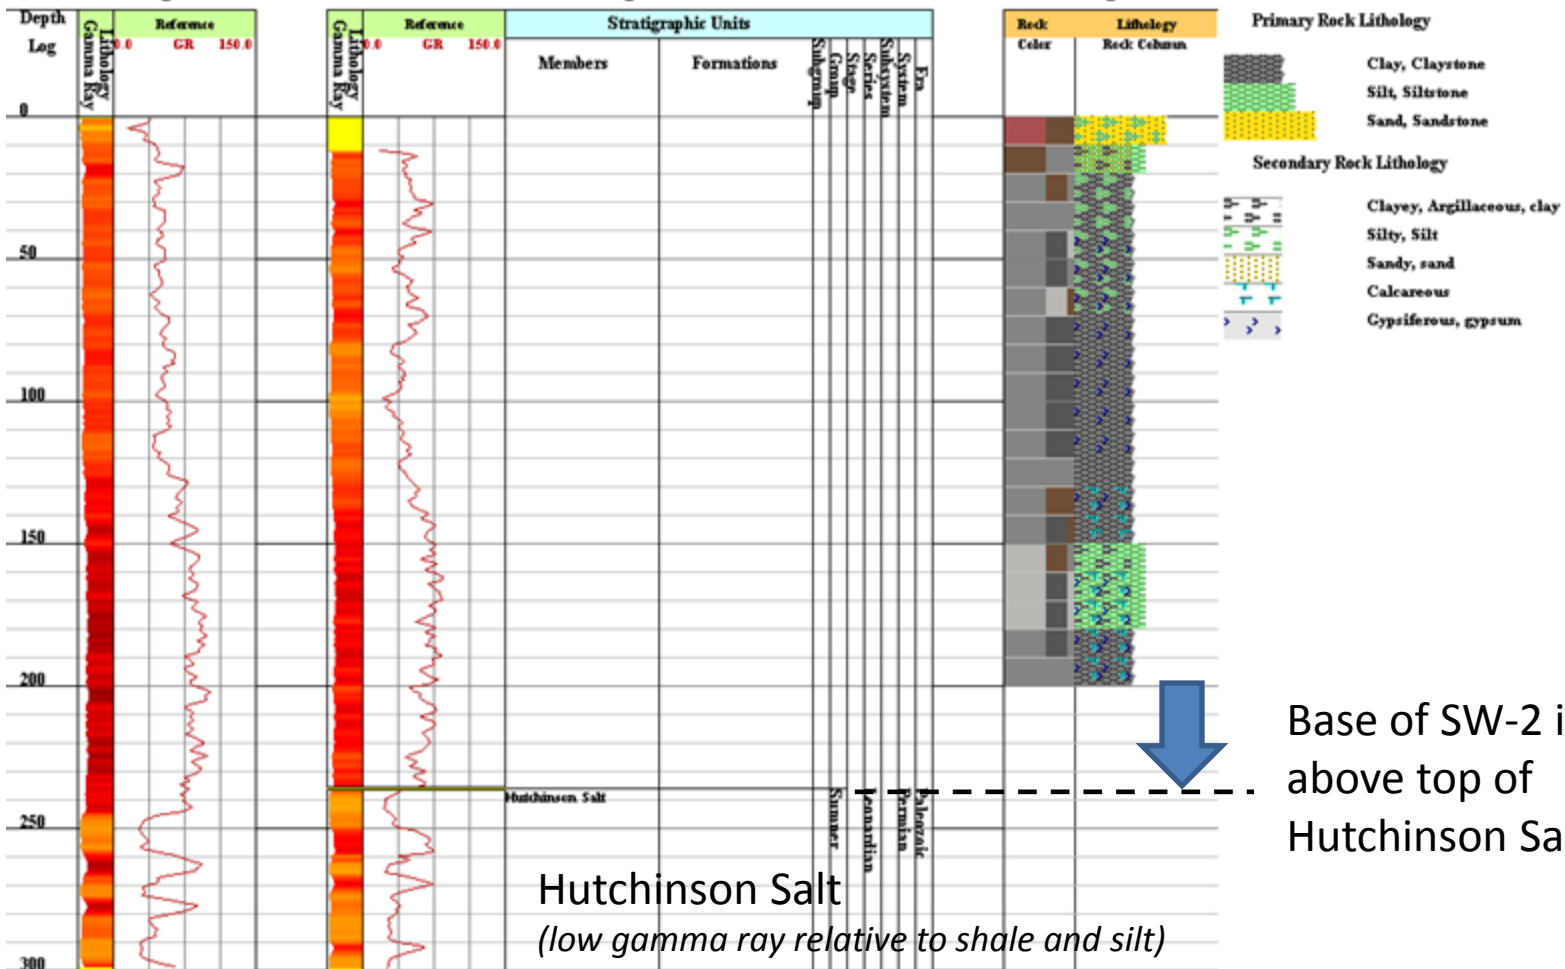 Depth
Log
Lithology
Gamma Ray
Reference
0.0 GR 150.0
Lithology
Gamma Ray
Reference
0.0 GR 150.0
Stratigraphic Units
Members
Formations
Subgroup
Group
Stage
Series
Subsystem
System
Era
Rock
Color
Lithology
Rock Column
0
50
100
150
200
250
300
Hutchinson Salt
Sumner
Leonardian
Permian
Paleozoic
Primary Rock Lithology
Clay, Claystone
Silt, Siltstone
Sand, Sandstone
Secondary Rock Lithology
Clayey, Argillaceous, clay
Silty, Silt
Sandy, sand
Calcareous
Gypsiferous, gypsum
Base of SW-2 i
above top of
Hutchinson Sa
Hutchinson Salt
(low gamma ray relative to shale and silt)